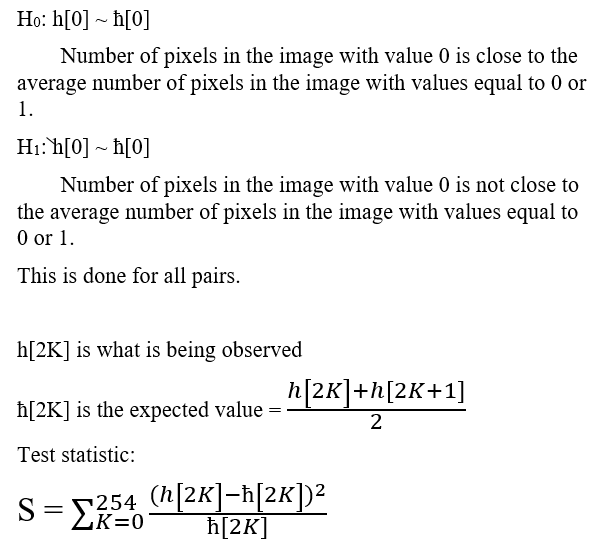 H₀: h[0] ~ ħ[0]
Number of pixels in the image with value 0 is close to the
average number of pixels in the image with values equal to 0 or
1.
H₁:`h[0] ~ ħ[0]
Number of pixels in the image with value 0 is not close to
the average number of pixels in the image with values equal to
0 or 1.
This is done for all pairs.
h[2K] is what is being observed
ħ[2K] is the expected value = (h[2K]+h[2K+1])/2
Test statistic:
S = ∑_{K=0}^{254} (h[2K]−ħ[2K])²/ħ[2K]